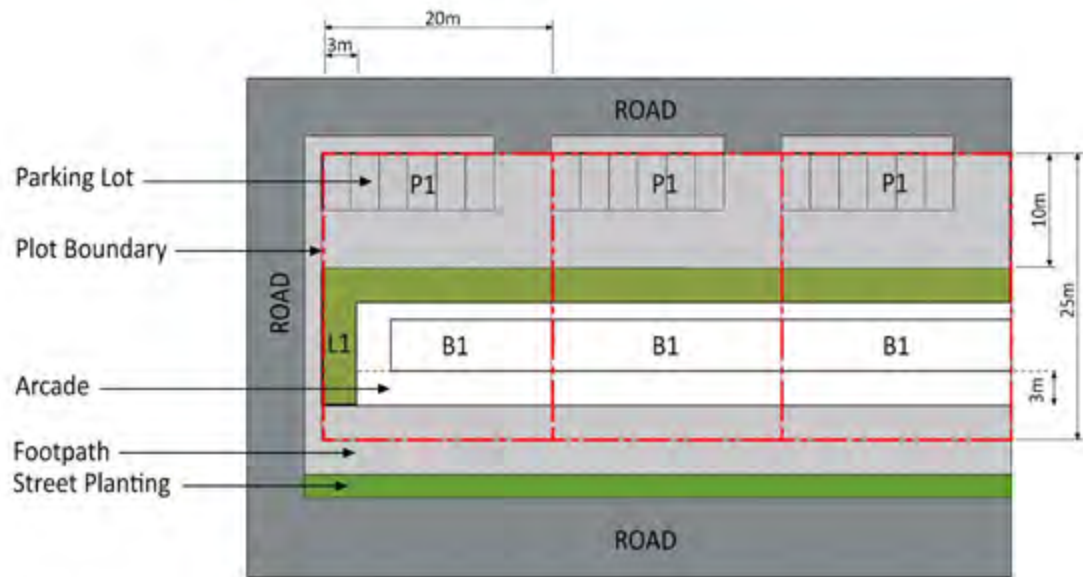 20m
3m
ROAD
Parking Lot
P1
P1
P1
10m
Plot Boundary
25m
ROAD
L1
B1
B1
B1
Arcade
3m
Footpath
Street Planting
ROAD